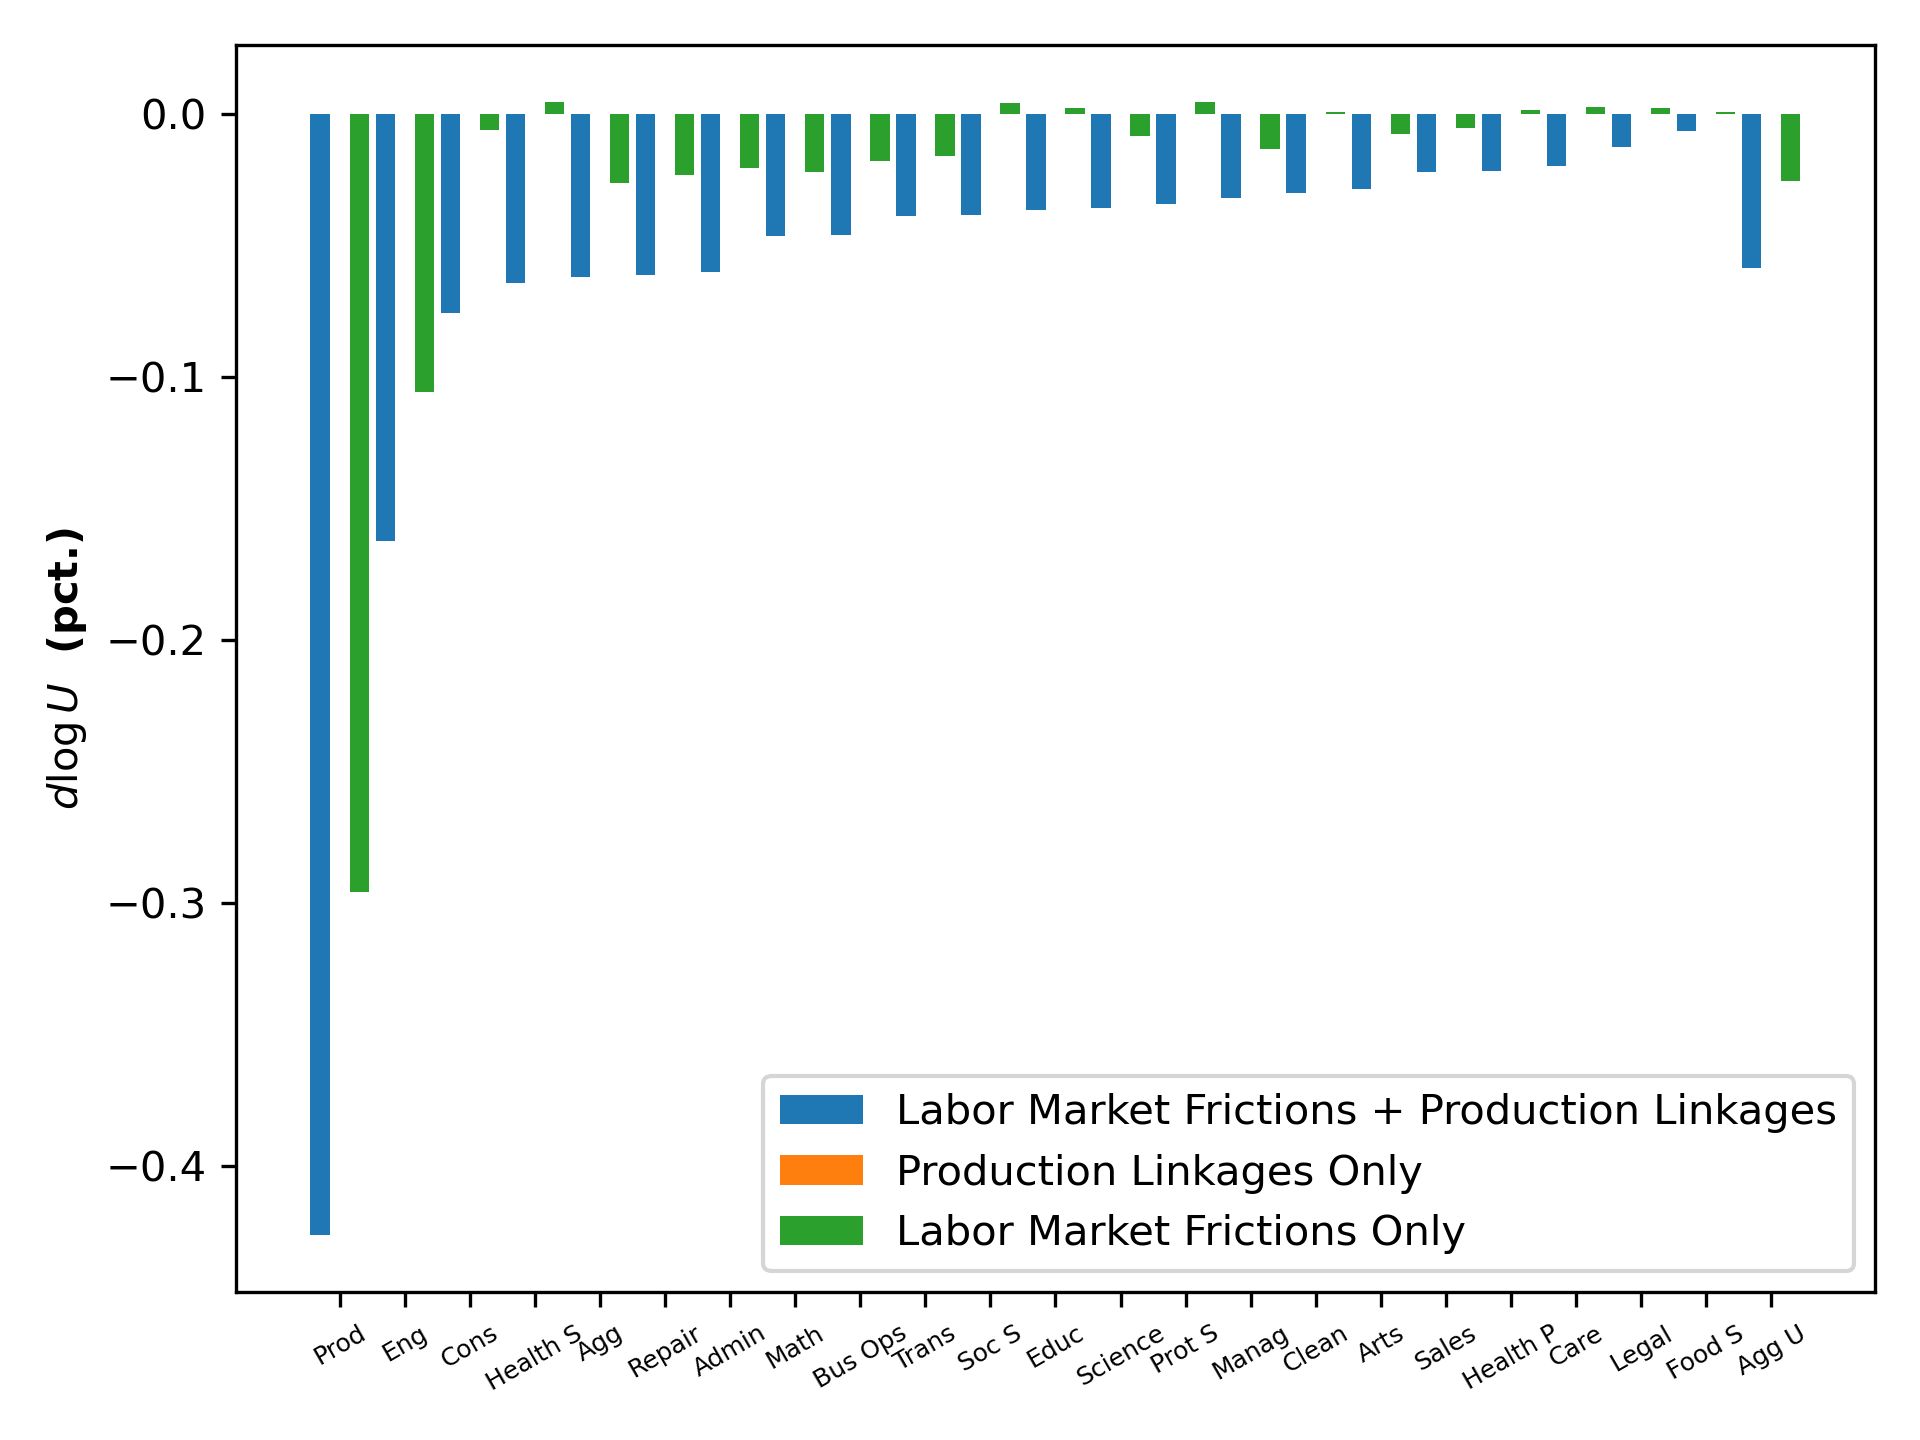 0.0
−0.1
−0.2
−0.3
−0.4
dlog U (pct.)
Labor Market Frictions + Production Linkages
Production Linkages Only
Labor Market Frictions Only
Prod
Eng
Cons
Health S
Agg
Repair
Admin
Math
Bus Ops
Trans
Soc S
Educ
Science
Prot S
Manag
Clean
Arts
Sales
Health P
Care
Legal
Food S
Agg U